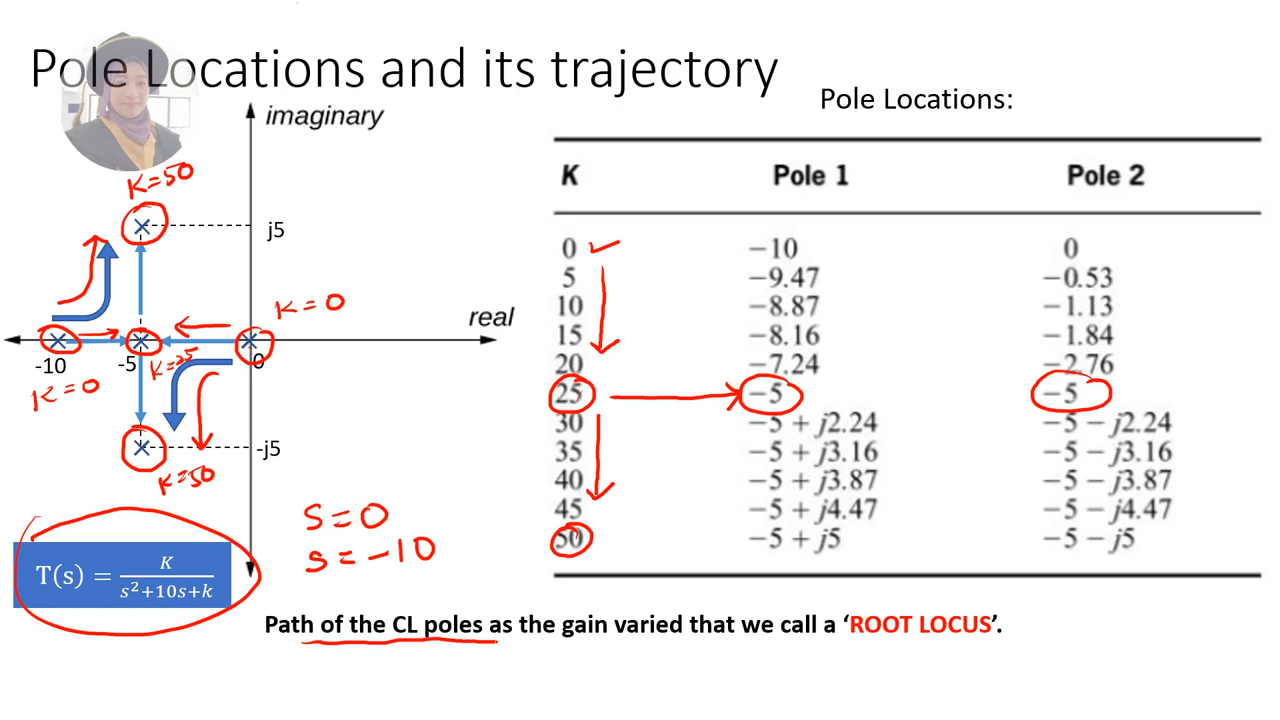 Pole Locations and its trajectory
Pole Locations:
imaginary
K=50
j5
K=0
real
-10
-5
K=25
0
K=0
-j5
K=50
S=0
S=-10
T(s) = K / s²+10s+k
K Pole 1 Pole 2
0 −10 0
5 −9.47 −0.53
10 −8.87 −1.13
15 −8.16 −1.84
20 −7.24 −2.76
25 −5 −5
30 −5 + j2.24 −5 − j2.24
35 −5 + j3.16 −5 − j3.16
40 −5 + j3.87 −5 − j3.87
45 −5 + j4.47 −5 − j4.47
50 −5 + j5 −5 − j5
Path of the CL poles as the gain varied that we call a ‘ROOT LOCUS’.